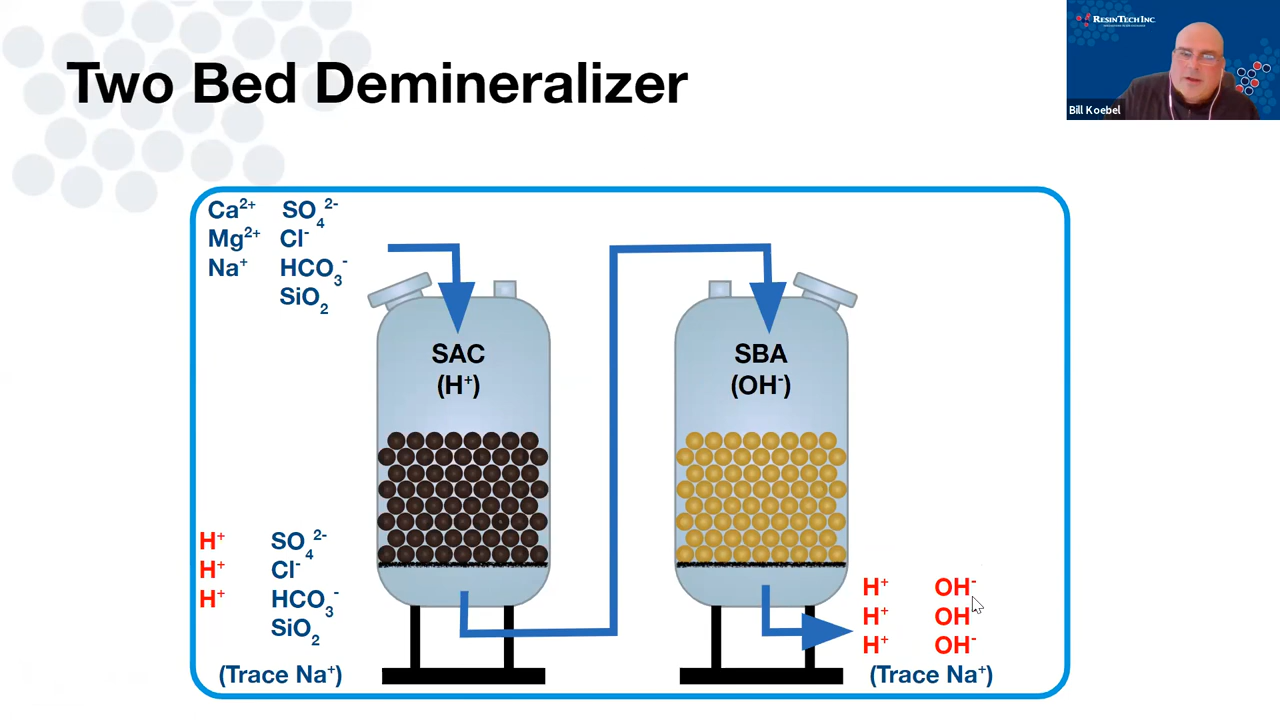 Two Bed Demineralizer
RESINTECH INC
Bill Koebel
Ca²⁺ SO₄²⁻
Mg²⁺ Cl⁻
Na⁺ HCO₃⁻
SiO₂
SAC
(H⁺)
SBA
(OH⁻)
H⁺ SO₄²⁻
H⁺ Cl⁻
H⁺ HCO₃⁻
SiO₂
(Trace Na⁺)
H⁺ OH⁻
H⁺ OH
H⁺ OH⁻
(Trace Na⁺)